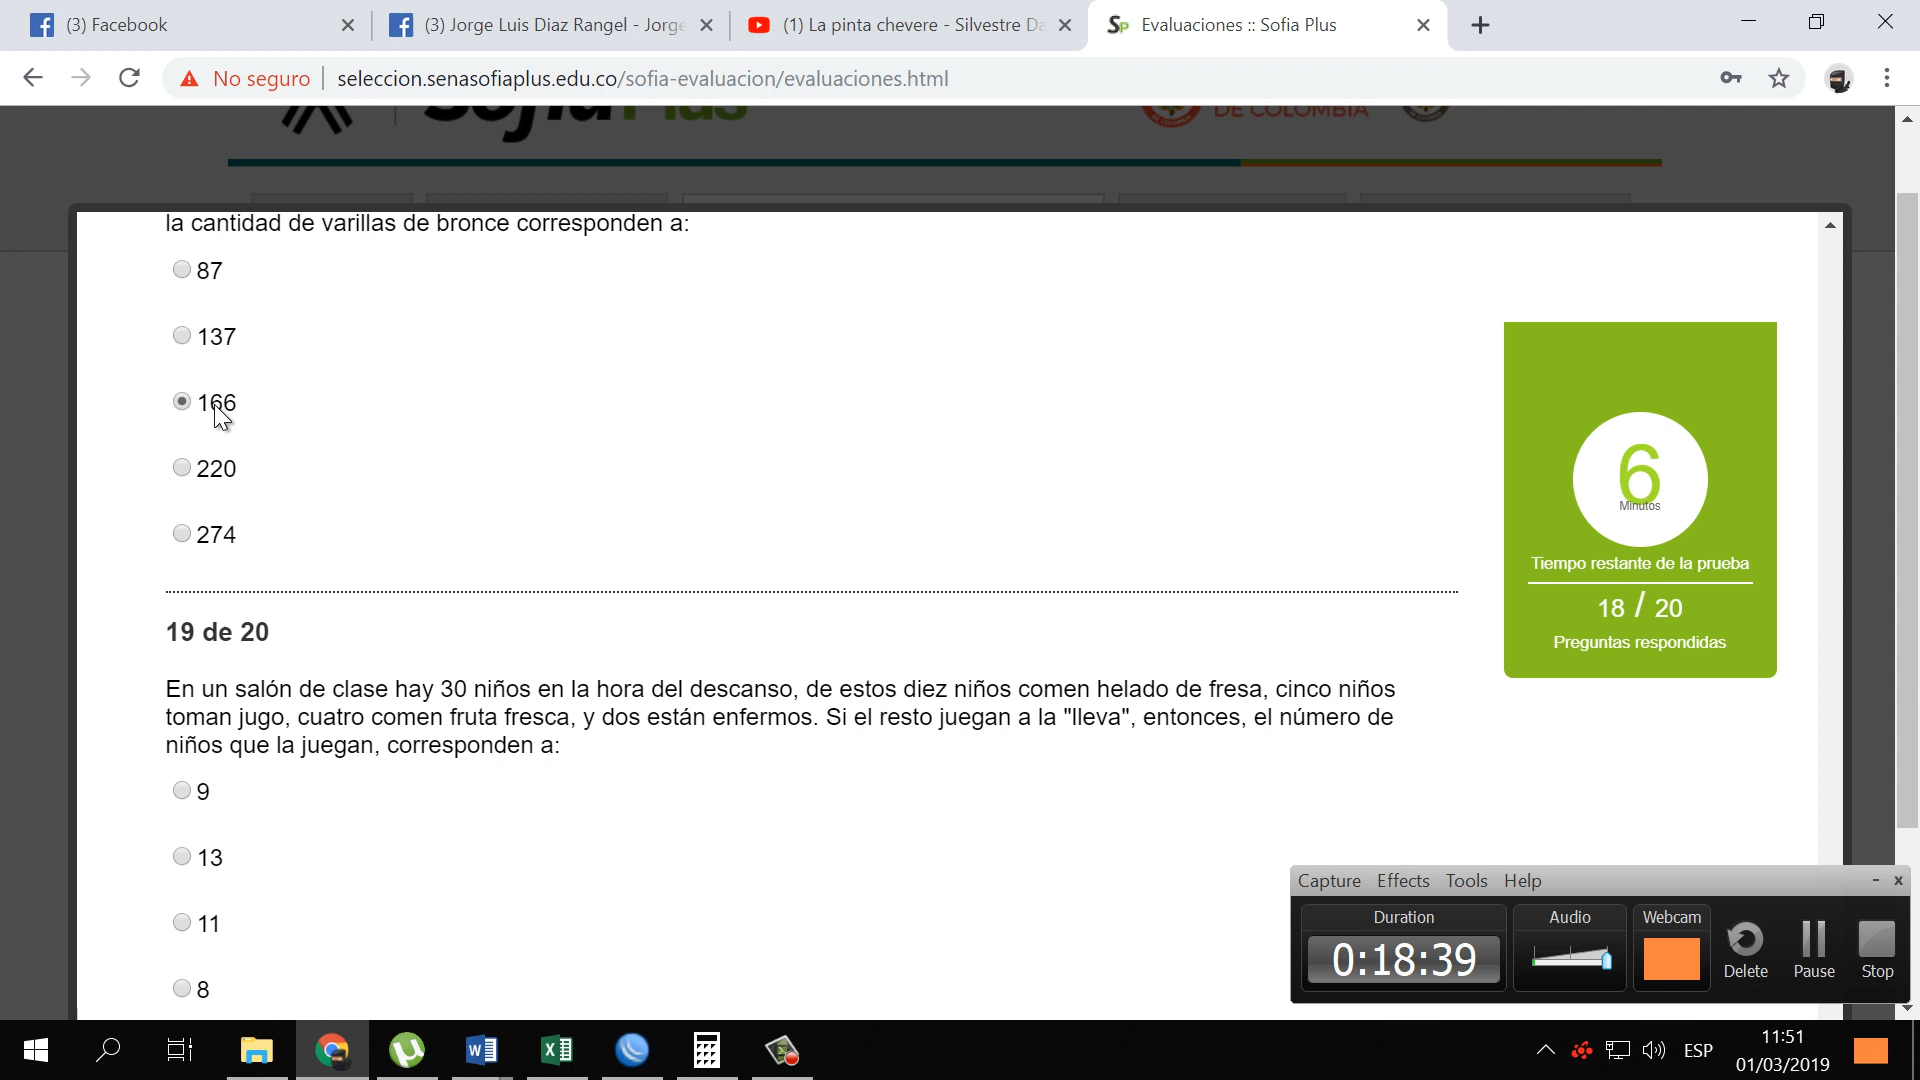 (3) Facebook
(3) Jorge Luis Diaz Rangel - Jorge
(1) La pinta chevere - Silvestre Da
Sp Evaluaciones :: Sofia Plus
No seguro
seleccion.senasofiaplus.edu.co/sofia-evaluacion/evaluaciones.html
Sofia Plus
DE COLOMBIA
la cantidad de varillas de bronce corresponden a:
87
137
166
220
274
6
Minutos
Tiempo restante de la prueba
18 / 20
Preguntas respondidas
19 de 20
En un salón de clase hay 30 niños en la hora del descanso, de estos diez niños comen helado de fresa, cinco niños
toman jugo, cuatro comen fruta fresca, y dos están enfermos. Si el resto juegan a la "lleva", entonces, el número de
niños que la juegan, corresponden a:
9
13
11
8
Capture Effects Tools Help
Duration
0:18:39
Audio
Webcam
Delete
Pause
Stop
ESP
11:51
01/03/2019